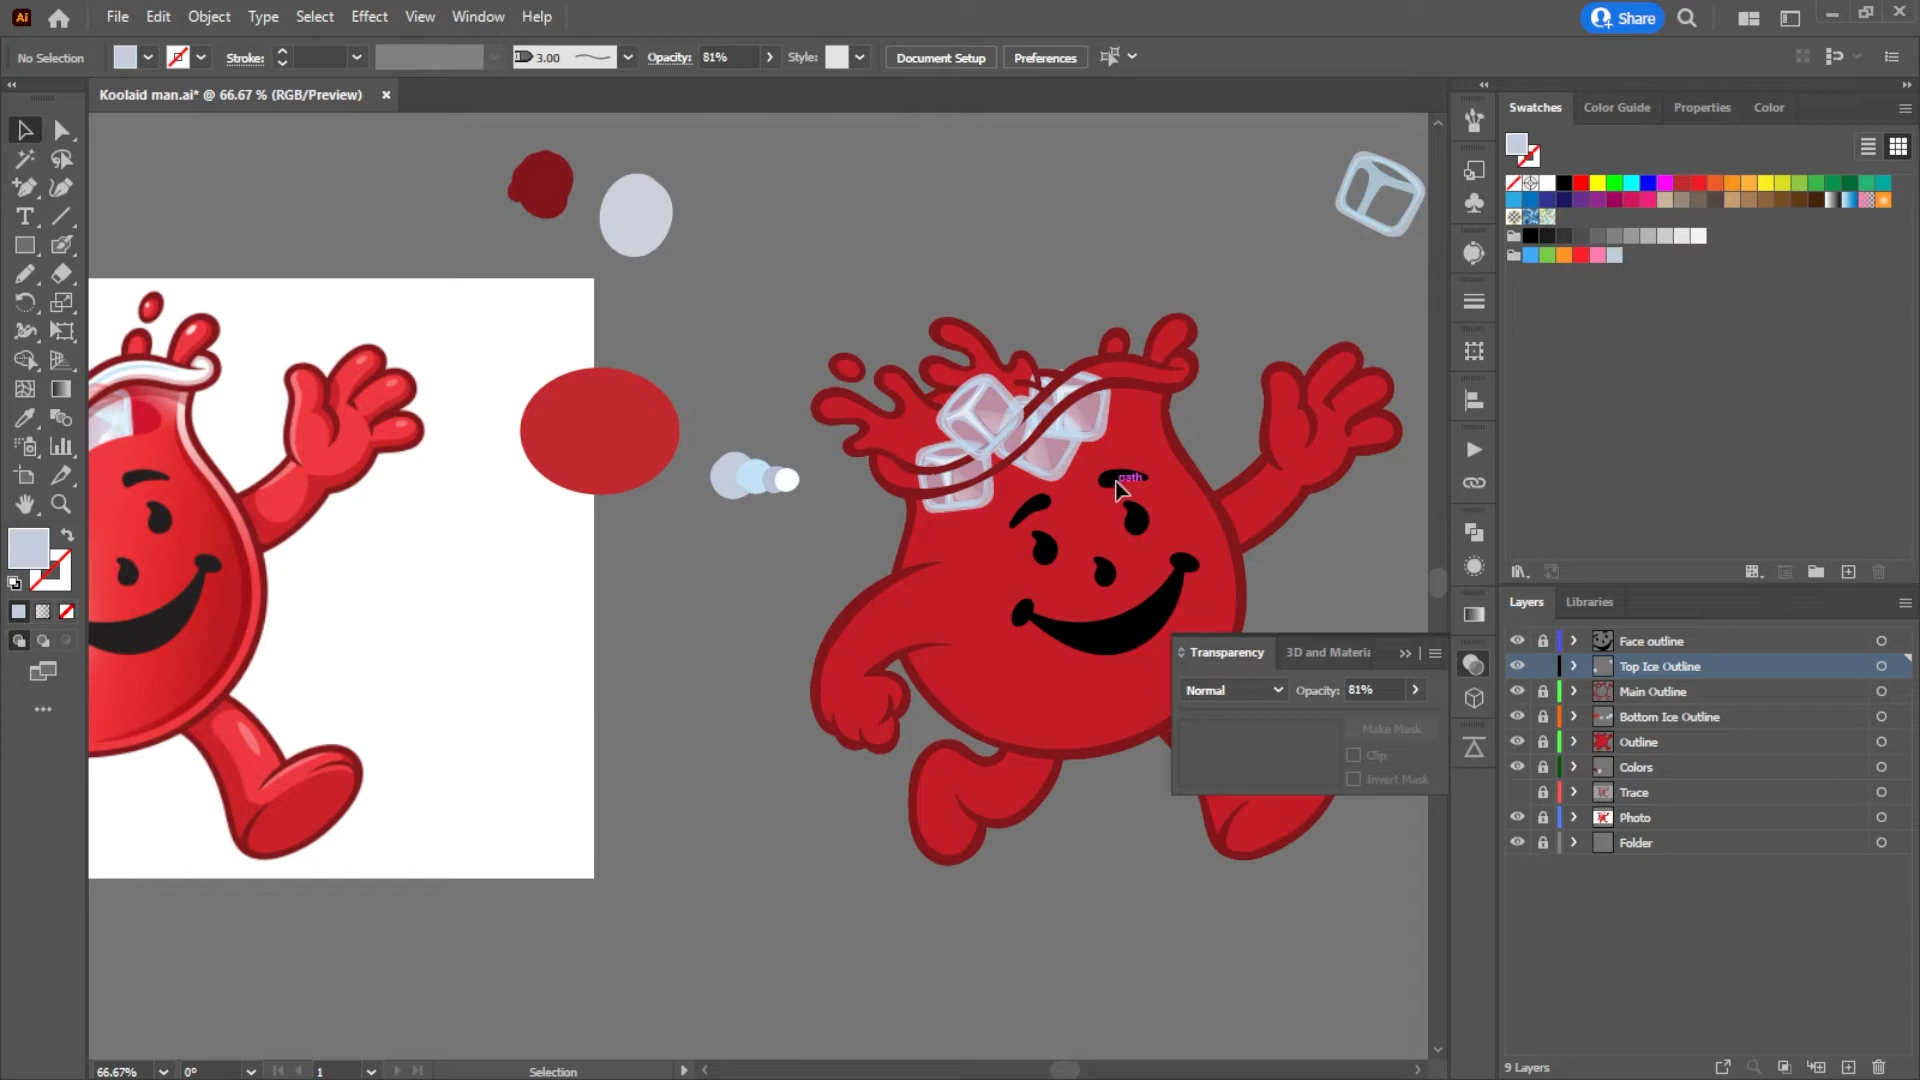 Ai File Edit Object Type Select Effect View Window Help Share
No Selection Stroke: 3.00 Opacity: 81% Style: Document Setup Preferences
Koolaid man.ai* @ 66.67 % (RGB/Preview)
Swatches Color Guide Properties Color
path
Transparency 3D and Materia
Normal Opacity: 81%
Make Mask
Clip
Invert Mask
Layers Libraries
Face outline
Top Ice Outline
Main Outline
Bottom Ice Outline
Outline
Colors
Trace
Photo
Folder
9 Layers
66.67% 0° 1 Selection